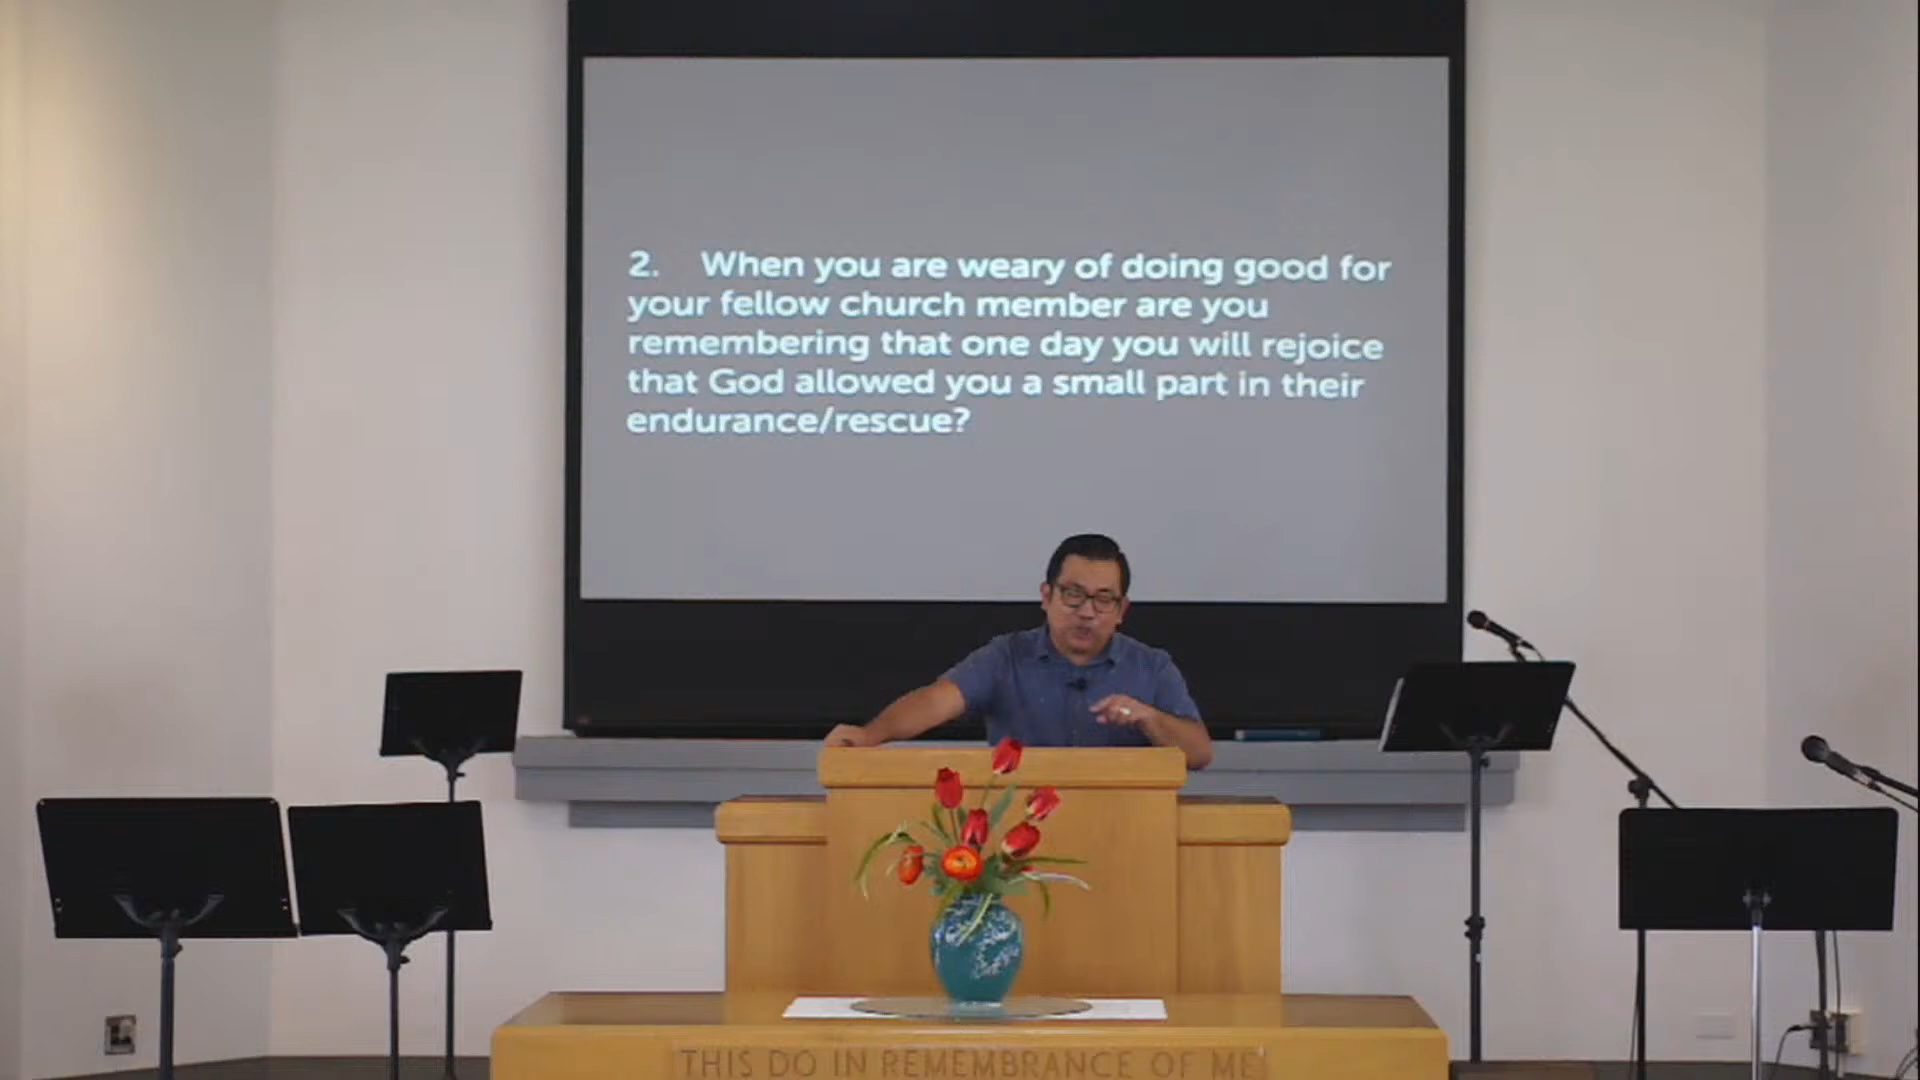 2. When you are weary of doing good for
your fellow church member are you
remembering that one day you will rejoice
that God allowed you a small part in their
endurance/rescue?
THIS DO IN REMEMBRANCE OF ME